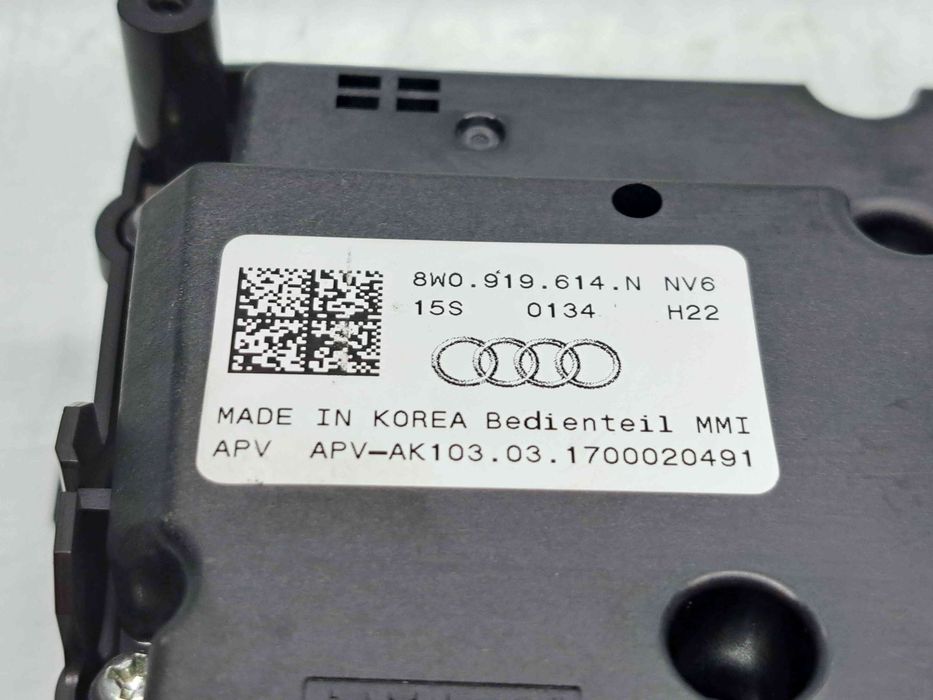 8W0.919.614.N NV6
15S 0134 H22
MADE IN KOREA Bedienteil MMI
APV APV-AK103.03.1700020491